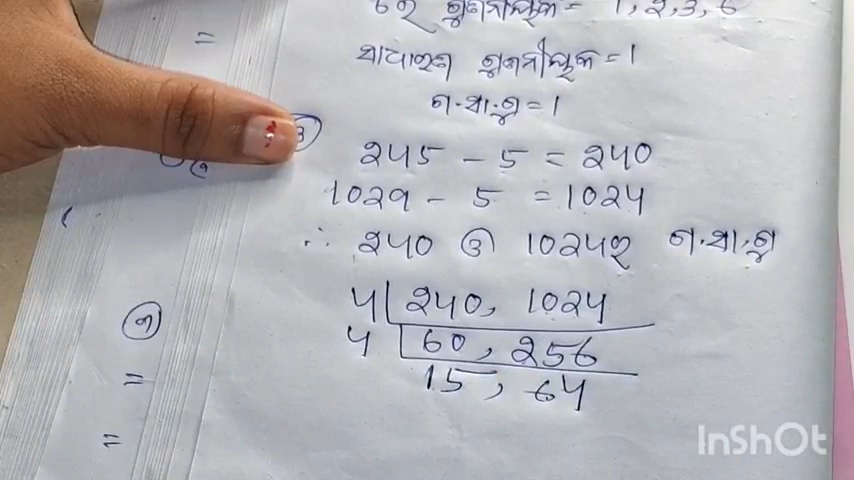 ର ଗୁଣନୀୟକ = 1, 2, 3, 6
=
ସାଧାରଣ ଗୁଣନୀୟକ = 1
ଗ.ସା.ଗୁ = 1
245 - 5 = 240
1029 - 5 = 1024
∴ 240 ଓ 1024ର ଗ.ସା.ଗୁ
4 | 240, 1024
4 | 60, 256
15, 64
=
=
InShOt